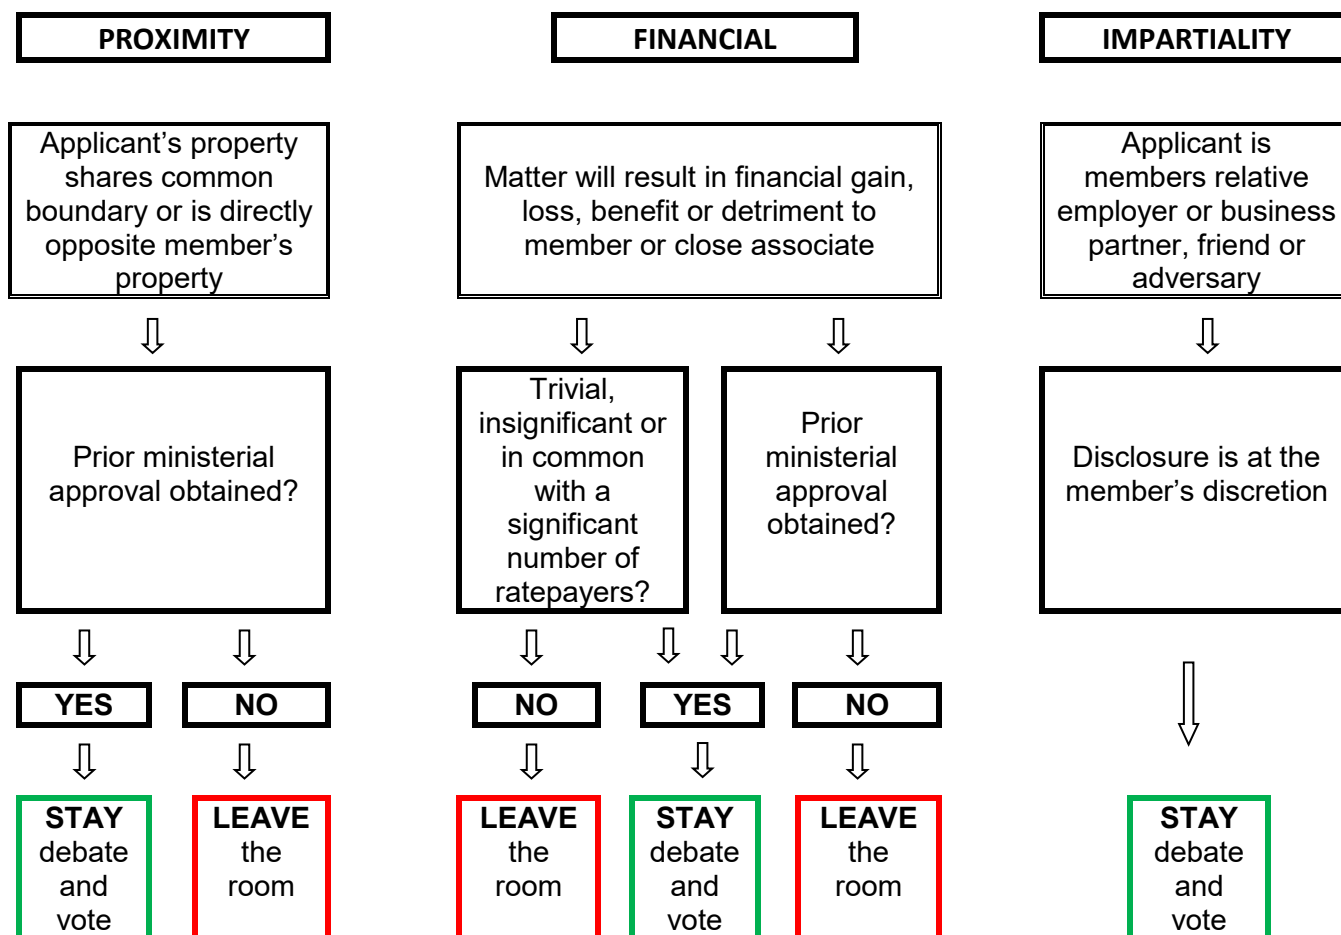 PROXIMITY
FINANCIAL
IMPARTIALITY
Applicant’s property
shares common
boundary or is directly
opposite member’s
property
Matter will result in financial gain,
loss, benefit or detriment to
member or close associate
Applicant is
members relative
employer or business
partner, friend or
adversary
Prior ministerial
approval obtained?
Trivial,
insignificant or
in common
with a
significant
number of
ratepayers?
Prior
ministerial
approval
obtained?
Disclosure is at the
member’s discretion
YES
NO
NO
YES
NO
STAY
debate
and
vote
LEAVE
the
room
LEAVE
the
room
STAY
debate
and
vote
LEAVE
the
room
STAY
debate
and
vote